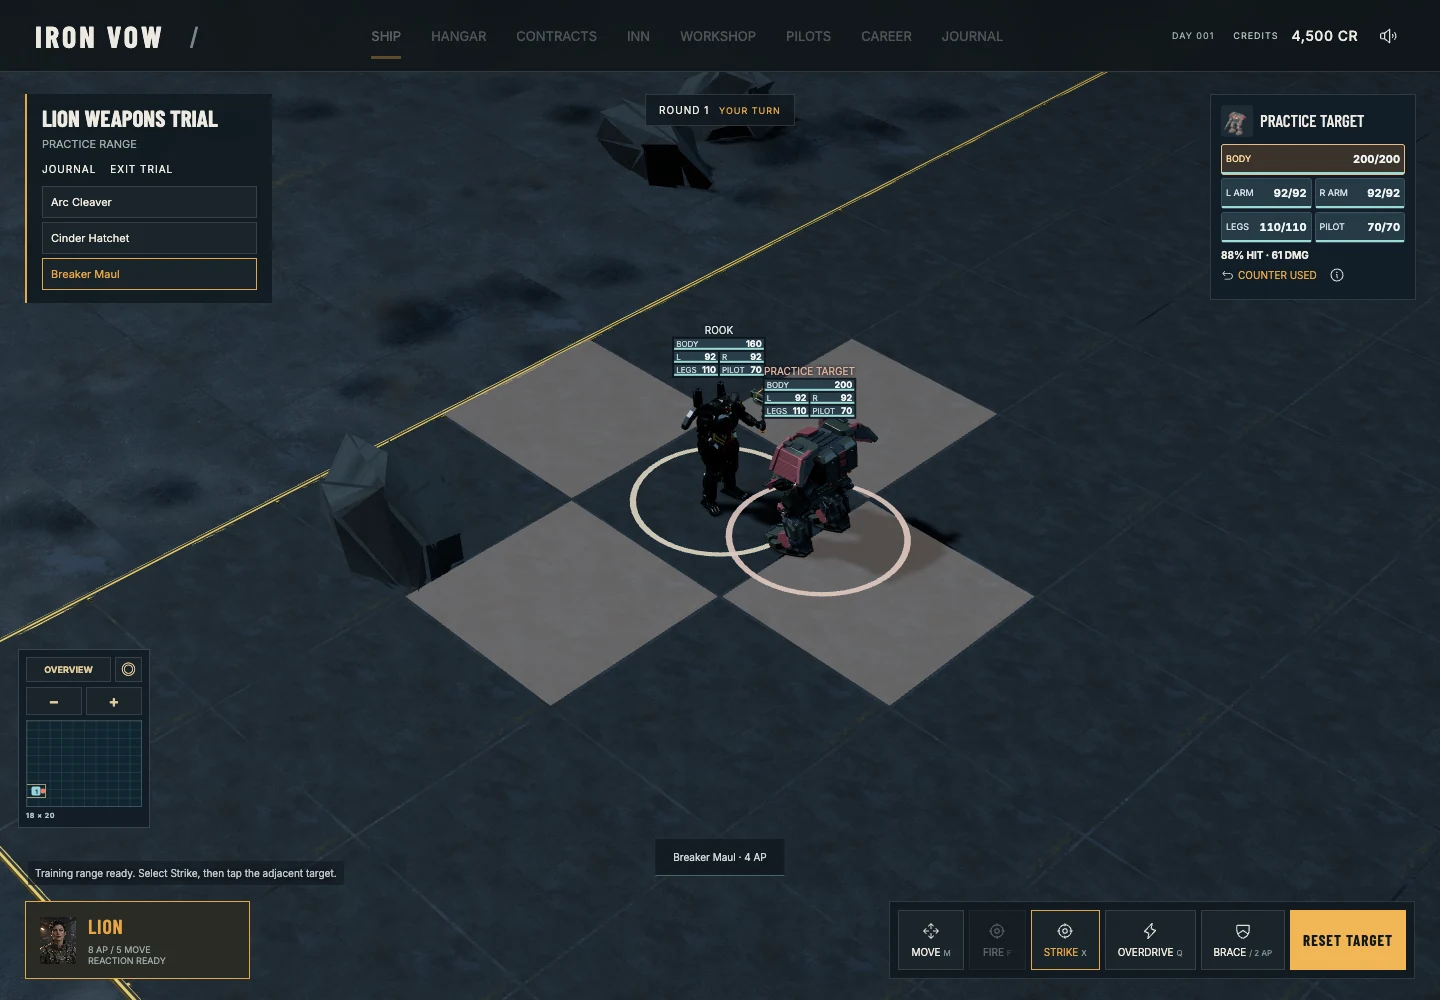 IRON VOW /
SHIP HANGAR CONTRACTS INN WORKSHOP PILOTS CAREER JOURNAL
DAY 001 CREDITS 4,500 CR
LION WEAPONS TRIAL
PRACTICE RANGE
JOURNAL EXIT TRIAL
Arc Cleaver
Cinder Hatchet
Breaker Maul
ROUND 1 YOUR TURN
PRACTICE TARGET
BODY 200/200
L ARM 92/92 R ARM 92/92
LEGS 110/110 PILOT 70/70
88% HIT · 61 DMG
COUNTER USED
ROOK
BODY 160
L 92 R 92
LEGS 110 PILOT 70
PRACTICE TARGET
BODY 200
L 92 R 92
LEGS 110 PILOT 70
OVERVIEW
− +
1
18 × 20
Breaker Maul · 4 AP
Training range ready. Select Strike, then tap the adjacent target.
LION
8 AP / 5 MOVE
REACTION READY
MOVE M
FIRE F
STRIKE X
OVERDRIVE Q
BRACE / 2 AP
RESET TARGET